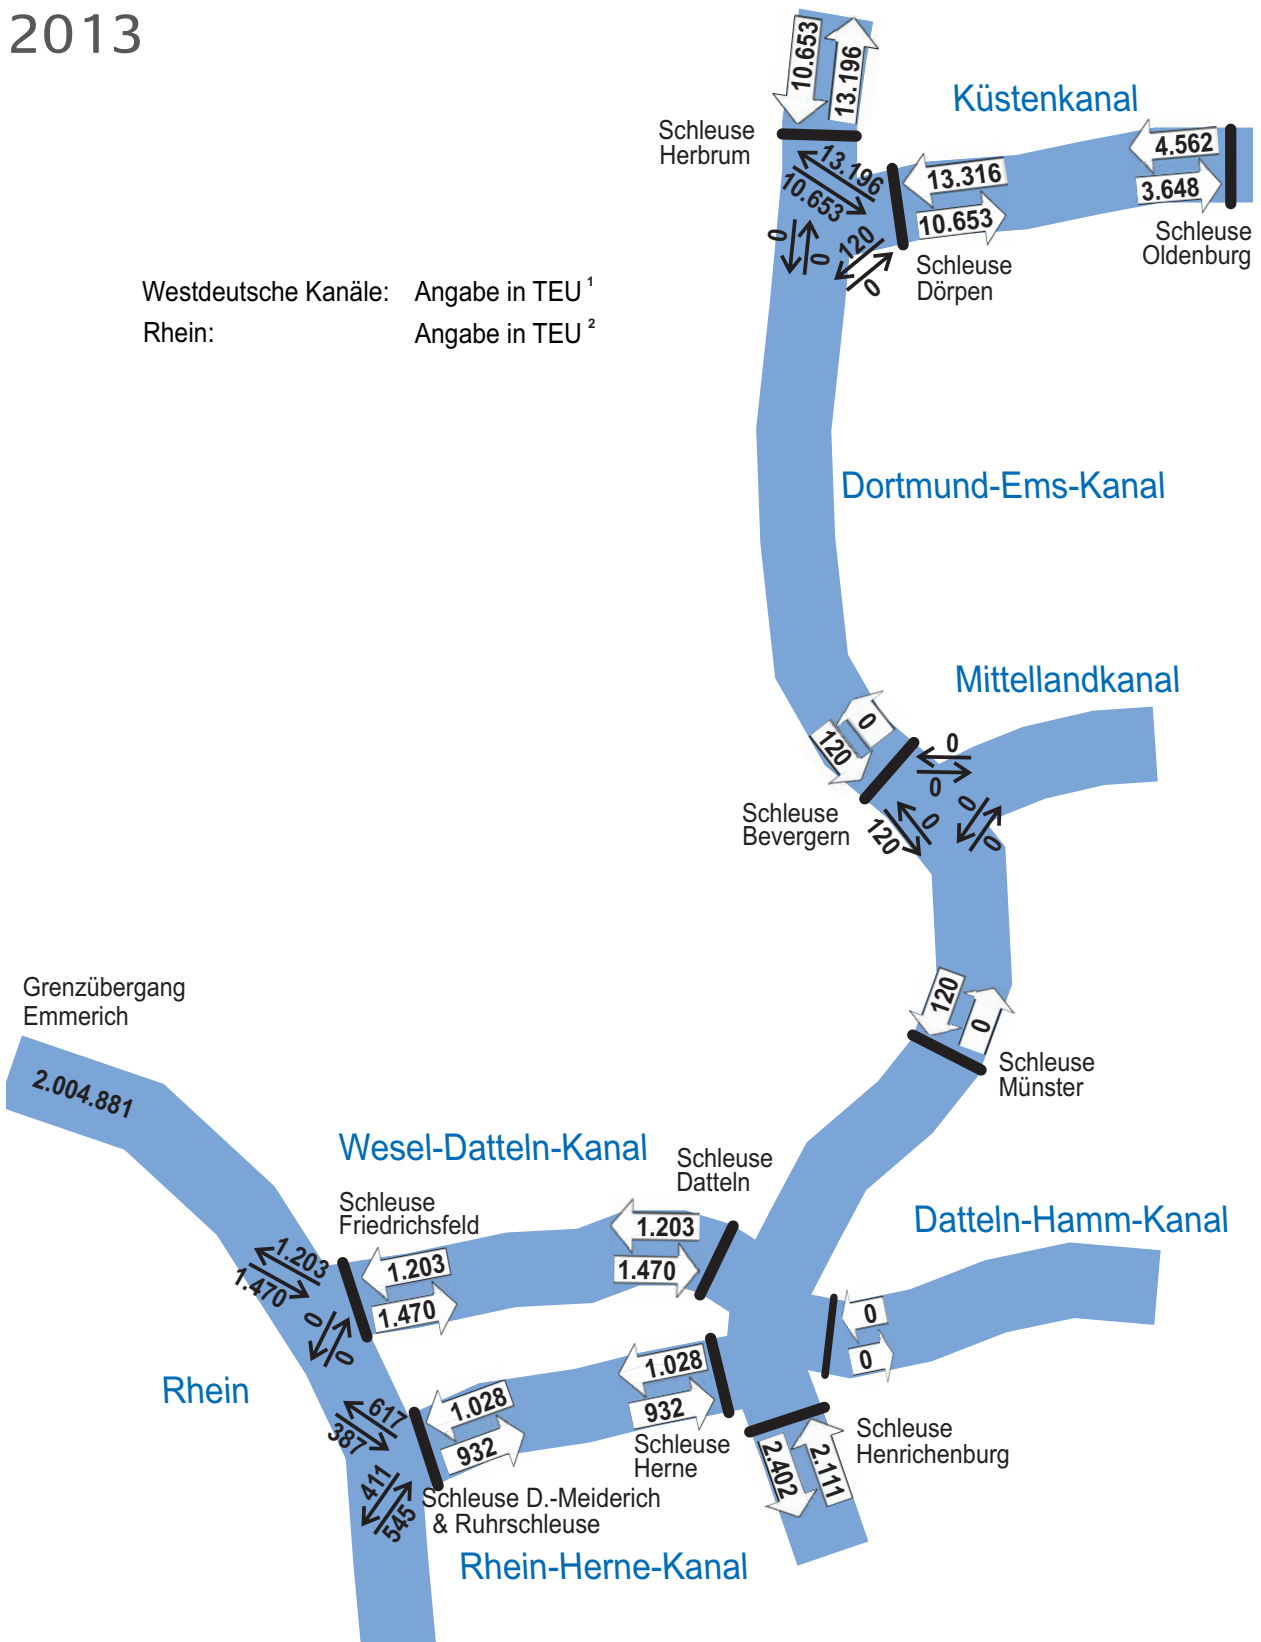 2013
10.653
13.196
Küstenkanal
Schleuse
Herbrum
4.562
3.648
13.196
10.653
13.316
10.653
Schleuse
Oldenburg
0
0
120
0
Schleuse
Dörpen
Westdeutsche Kanäle: Angabe in TEU 1
Rhein: Angabe in TEU 2
Dortmund-Ems-Kanal
Mittellandkanal
0
120
0
0
Schleuse
Bevergern
120
0
0
0
120
0
Schleuse
Münster
Grenzübergang
Emmerich
2.004.881
Wesel-Datteln-Kanal
Schleuse
Datteln
Schleuse
Friedrichsfeld
Datteln-Hamm-Kanal
1.203
1.470
1.203
1.470
1.203
1.470
0
0
0
0
Rhein
1.028
932
1.028
932
617
387
Schleuse
Herne
2.402
2.111
Schleuse
Henrichenburg
411
545
Schleuse D.-Meiderich
& Ruhrschleuse
Rhein-Herne-Kanal